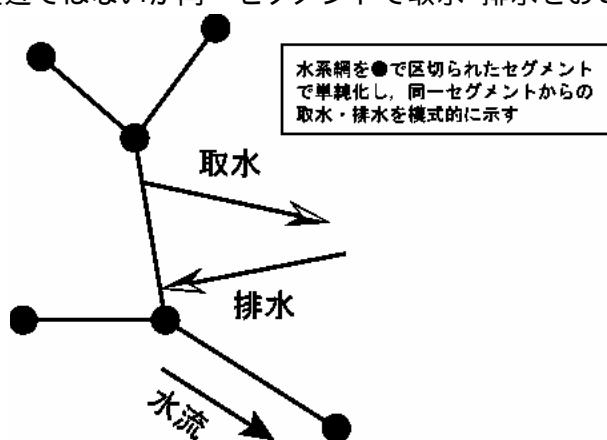 水系網を●で区切られたセグメント
で単純化し，同一セグメントからの
取水・排水を模式的に示す
取水
排水
水流